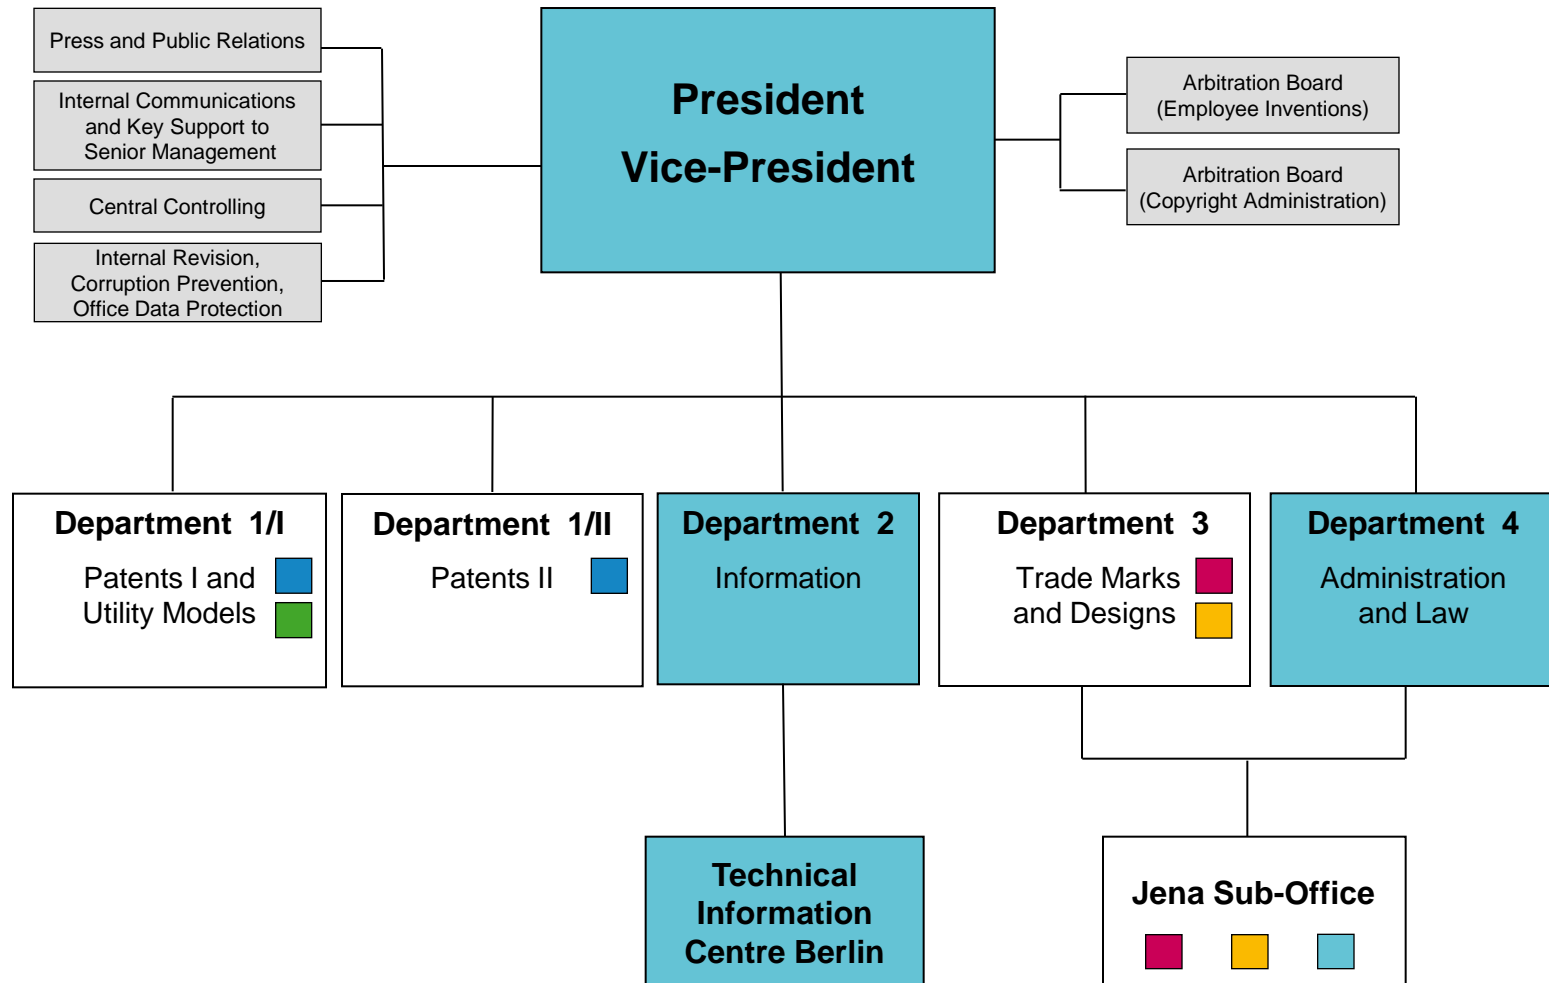 Press and Public Relations
Internal Communications
and Key Support to
Senior Management
Central Controlling
Internal Revision,
Corruption Prevention,
Office Data Protection
President
Vice-President
Arbitration Board
(Employee Inventions)
Arbitration Board
(Copyright Administration)
Department 1/I
Patents I and
Utility Models
Department 1/II
Patents II
Department 2
Information
Department 3
Trade Marks
and Designs
Department 4
Administration
and Law
Technical
Information
Centre Berlin
Jena Sub-Office